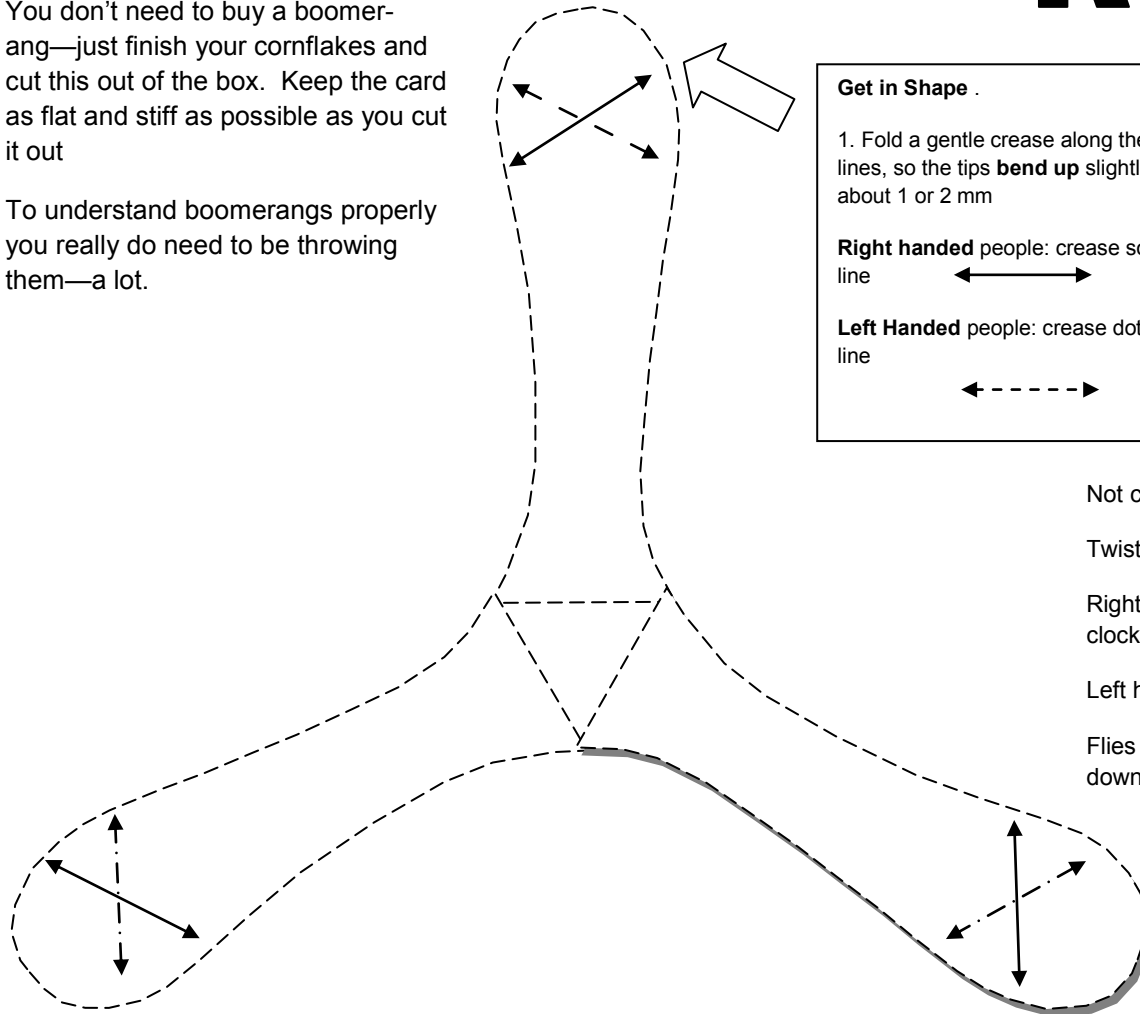 You don’t need to buy a boomer-
ang—just finish your cornflakes and
cut this out of the box. Keep the card
as flat and stiff as possible as you cut
it out
To understand boomerangs properly
you really do need to be throwing
them—a lot.
Get in Shape .
1. Fold a gentle crease along the
lines, so the tips bend up
about 1 or 2 mm
Right handed people: crease
line
Left Handed people: crease
line
Not
Twist
Right
Left
Flies
down